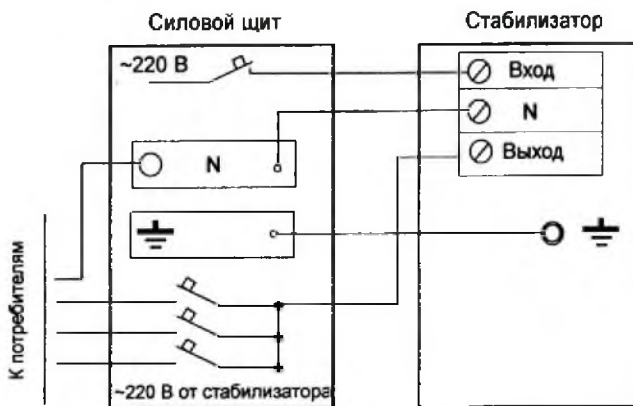 Силовой щит
Стабилизатор
~220 В
Вход
N
N
Выход
К потребителям
~220 В от стабилизатора